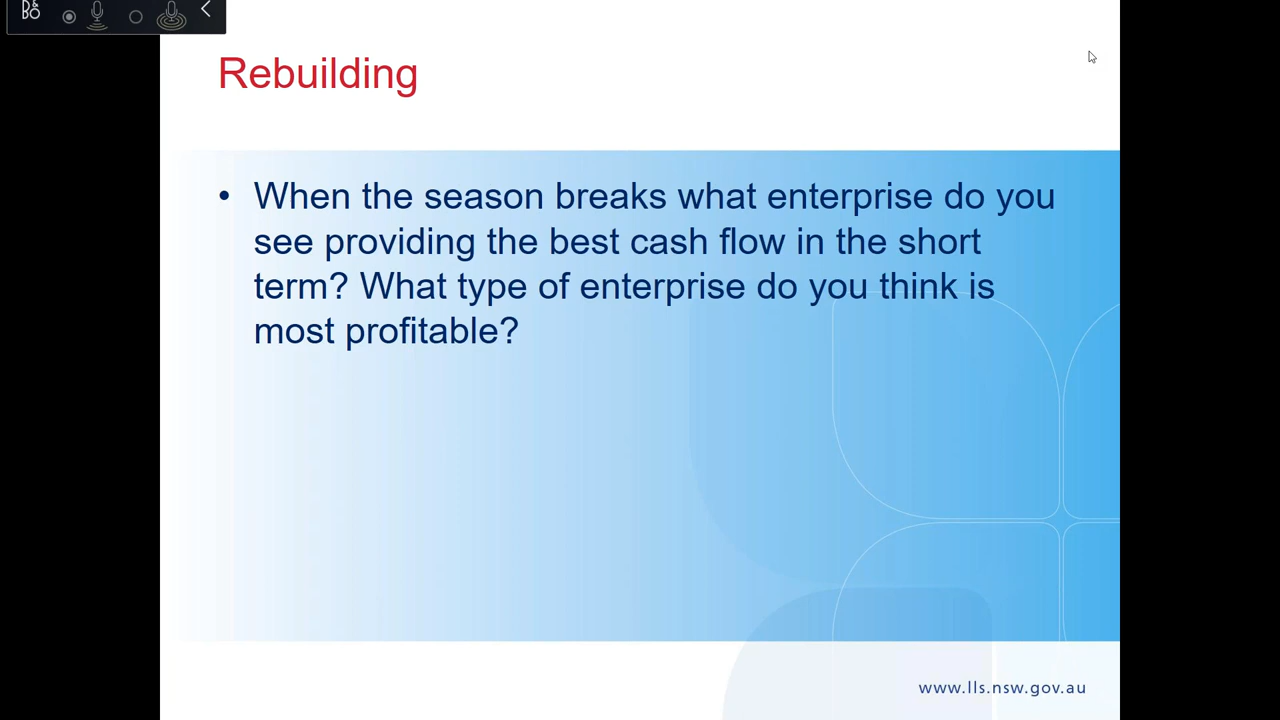 B&O
Rebuilding
• When the season breaks what enterprise do you
see providing the best cash flow in the short
term? What type of enterprise do you think is
most profitable?
www.lls.nsw.gov.au